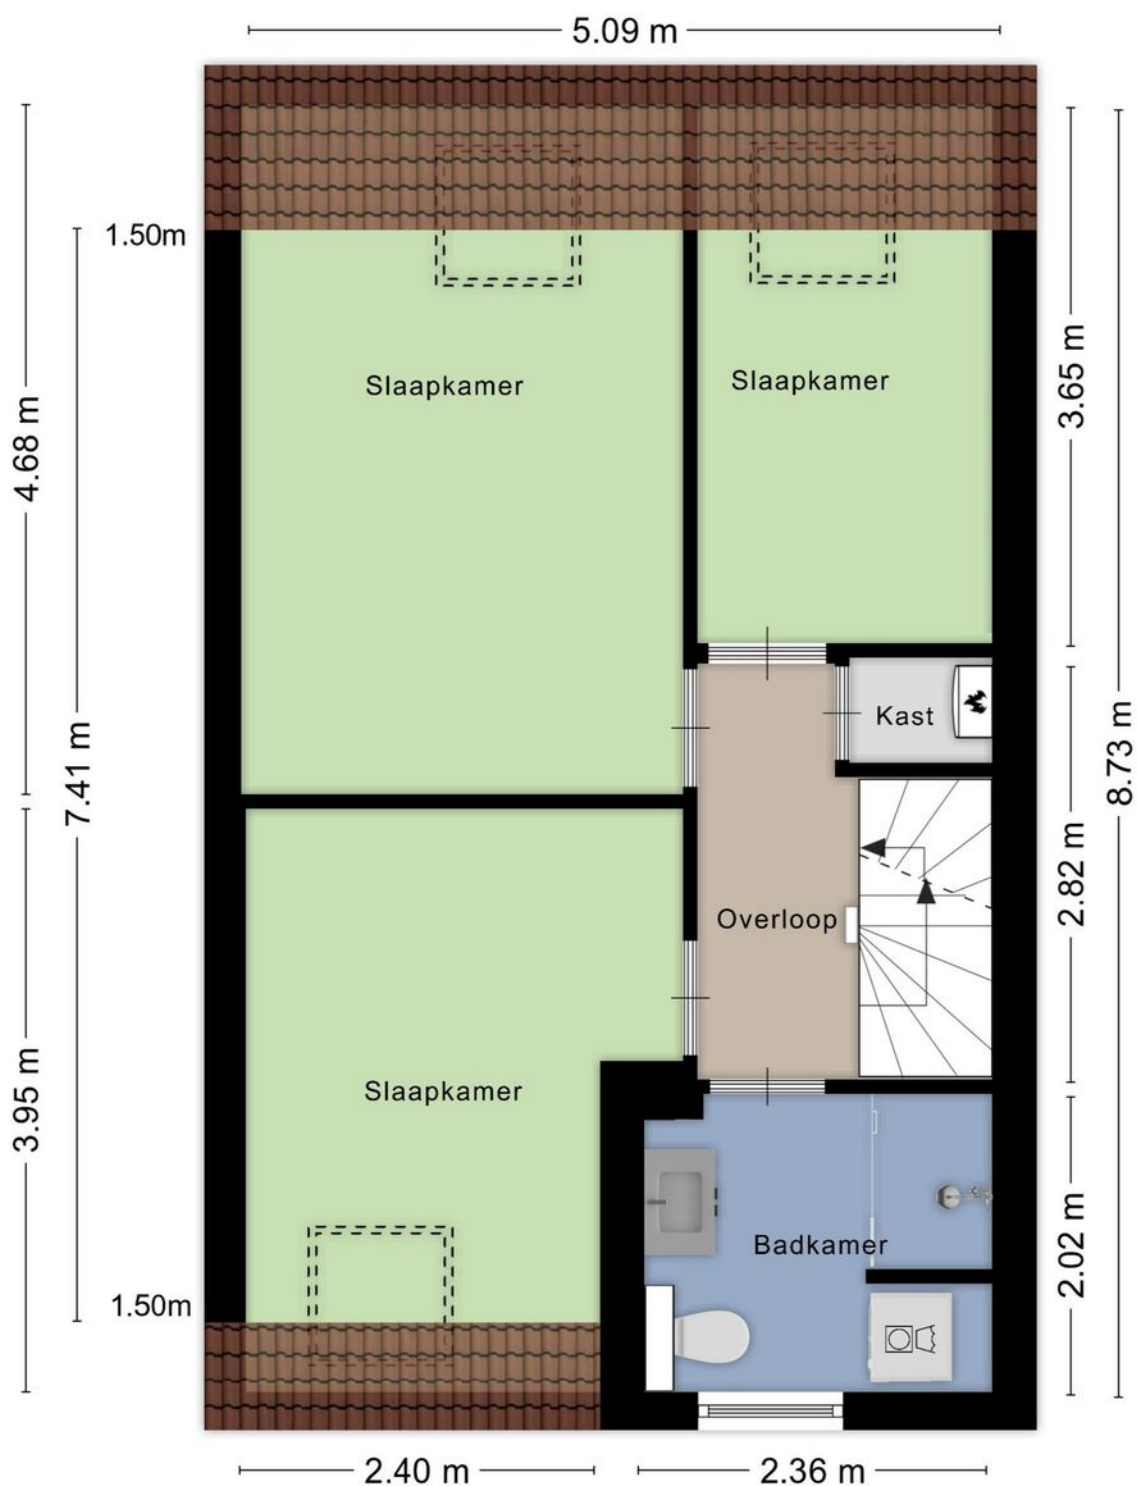 5.09 m
1.50m
Slaapkamer
Slaapkamer
3.65 m
4.68 m
Kast
7.41 m
8.73 m
2.82 m
Overloop
3.95 m
Slaapkamer
Badkamer
2.02 m
1.50m
2.40 m
2.36 m